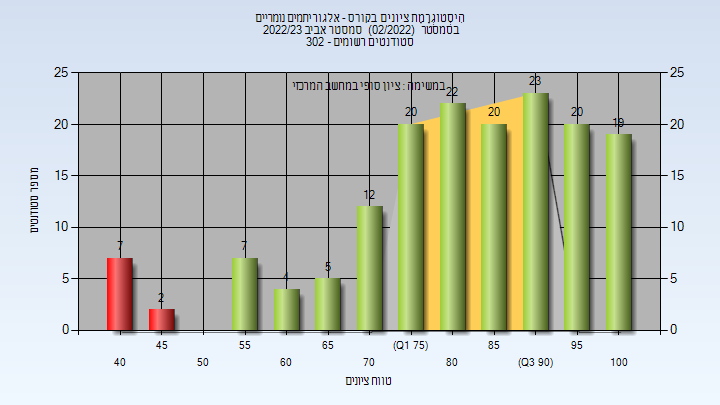 הִיסְטוֹגְרַמַת ציונים בקורס - אלגוריתמים נומריים
בסמסטר (02/2022) סמסטר אביב 2022/23
סטודנטים רשומים - 302
במשימה : ציון סופי במחשב המרכזי
25 25
20 20
15 15
10 10
5 5
0 0
מספר סטודנטים
7 2 7 4 5 12 20 22 20 23 20 19
45 55 65 (Q1 75) 85 95
40 50 60 70 80 (Q3 90) 100
טווח ציונים